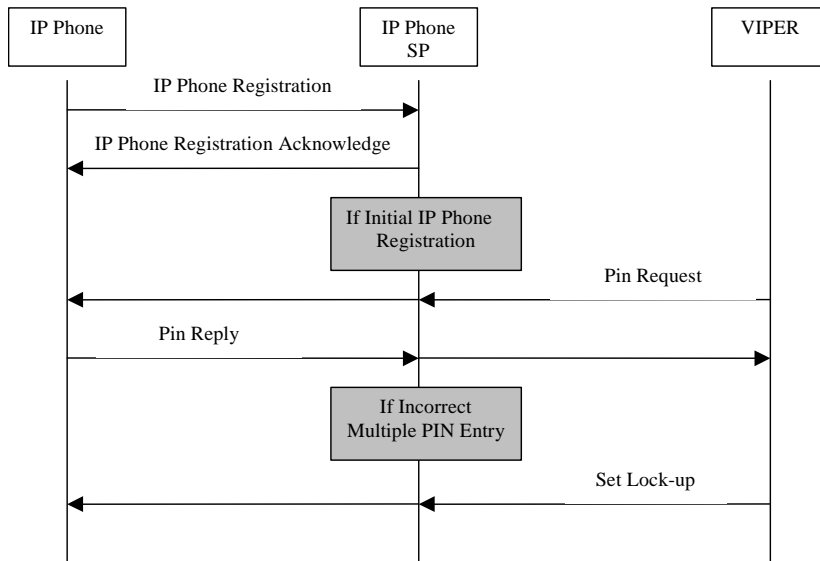 IP Phone
IP Phone
SP
VIPER
IP Phone Registration
IP Phone Registration Acknowledge
If Initial IP Phone
Registration
Pin Request
Pin Reply
If Incorrect
Multiple PIN Entry
Set Lock-up